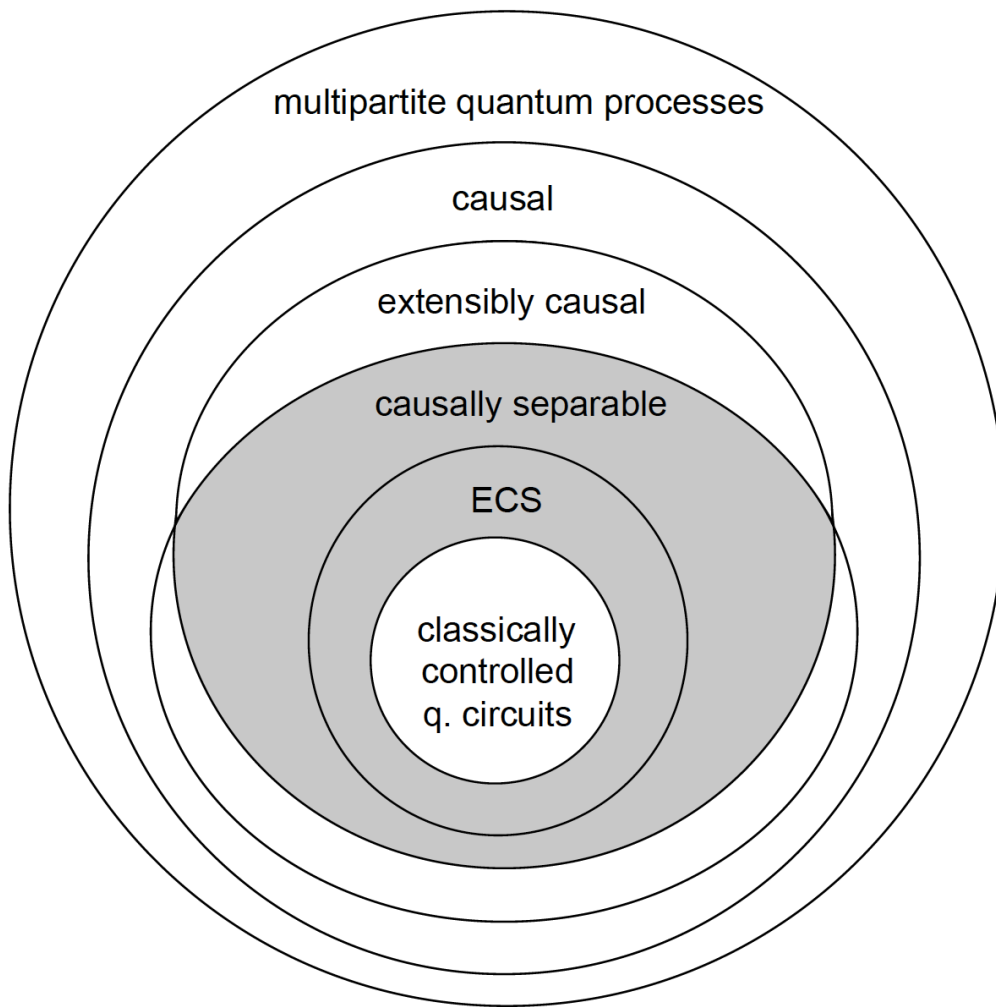 multipartite quantum processes
causal
extensibly causal
causally separable
ECS
classically
controlled
q. circuits